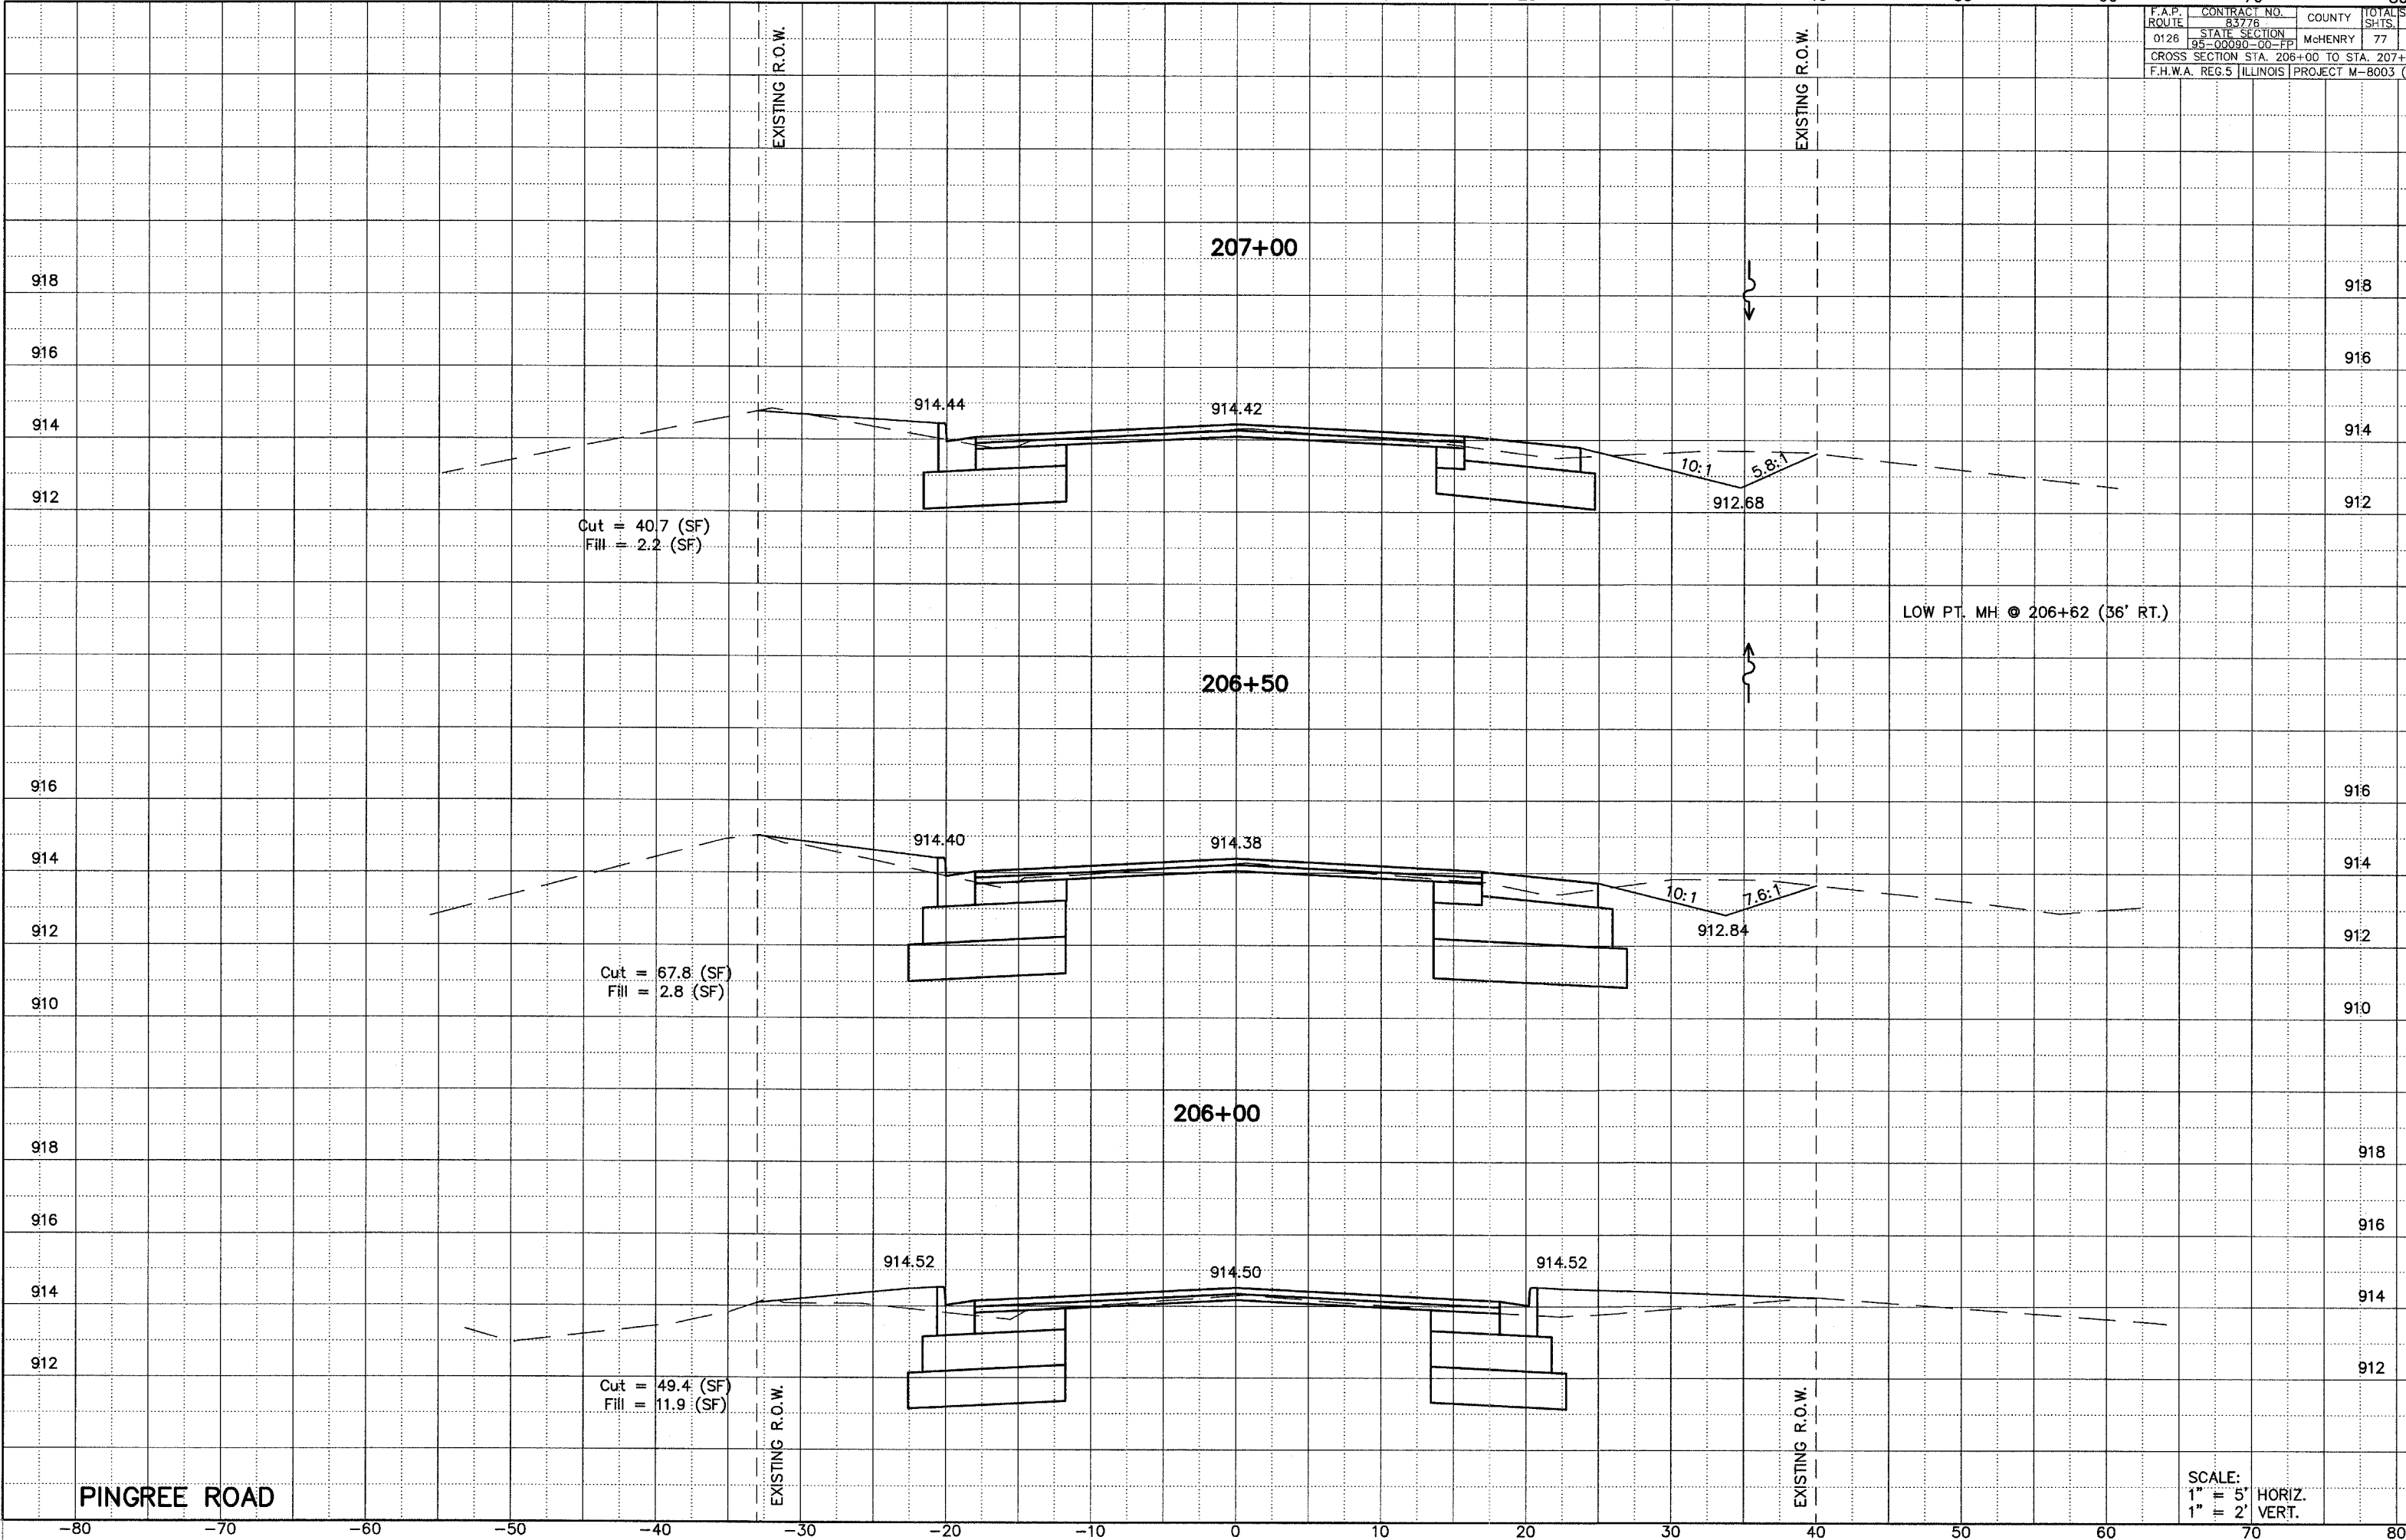 F.A.P. ROUTE CONTRACT NO. 83776 COUNTY TOTAL SHTS.
0126 STATE SECTION 95-00090-00-FP McHENRY 77
CROSS SECTION STA. 206+00 TO STA. 207+
F.H.W.A. REG.5 ILLINOIS PROJECT M-8003 (
EXISTING R.O.W.
EXISTING R.O.W.
207+00
918 918
916 916
914.44 914.42
914 914
10:1 5.8:1
912 912.68 912
Cut = 40.7 (SF)
Fill = 2.2 (SF)
LOW PT. MH @ 206+62 (36' RT.)
206+50
916 916
914.40 914.38
914 914
10:1 7.6:1
912 912.84 912
Cut = 67.8 (SF)
Fill = 2.8 (SF)
910 910
206+00
918 918
916 916
914.52 914.50 914.52
914 914
912 912
Cut = 49.4 (SF)
Fill = 11.9 (SF)
EXISTING R.O.W.
EXISTING R.O.W.
PINGREE ROAD
SCALE:
1" = 5' HORIZ.
1" = 2' VERT.
-80 -70 -60 -50 -40 -30 -20 -10 0 10 20 30 40 50 60 70 80